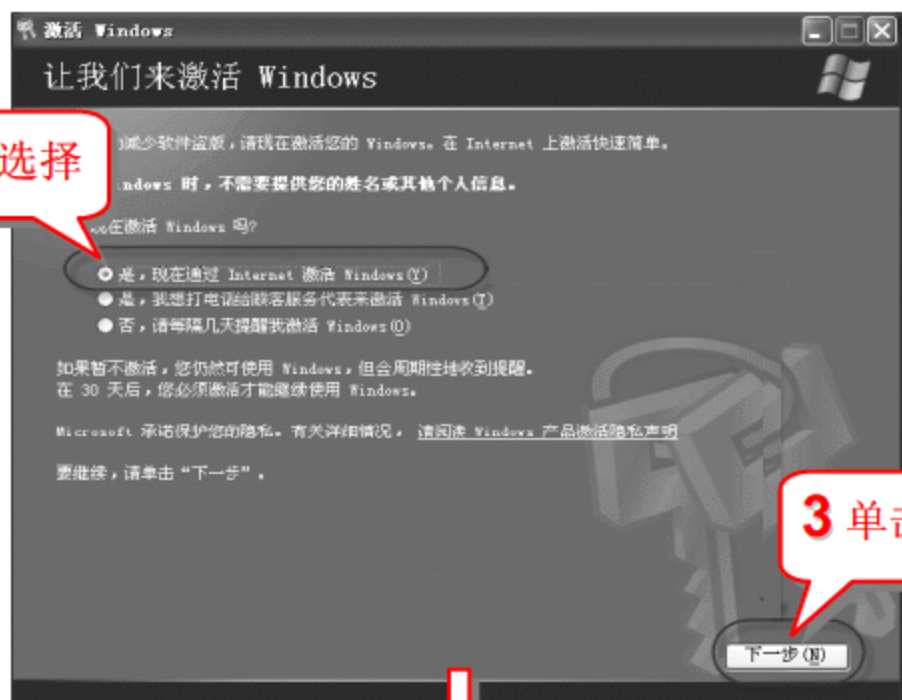 激活 Windows
让我们来激活 Windows
减少软件盗版，请现在激活您的 Windows。在 Internet 上激活快速简单。
选择
ndows 时，不需要提供您的姓名或其他个人信息。
在激活 Windows 吗?
是，现在通过 Internet 激活 Windows(Y)
是，我想打电话给顾客服务代表来激活 Windows(T)
否，请每隔几天提醒我激活 Windows(O)
如果暂不激活，您仍然可使用 Windows，但会周期性地收到提醒。
在 30 天后，您必须激活才能继续使用 Windows。
Microsoft 承诺保护您的隐私。有关详细情况， 请阅读 Windows 产品激活隐私声明
要继续，请单击“下一步”。
3 单
下一步(N)